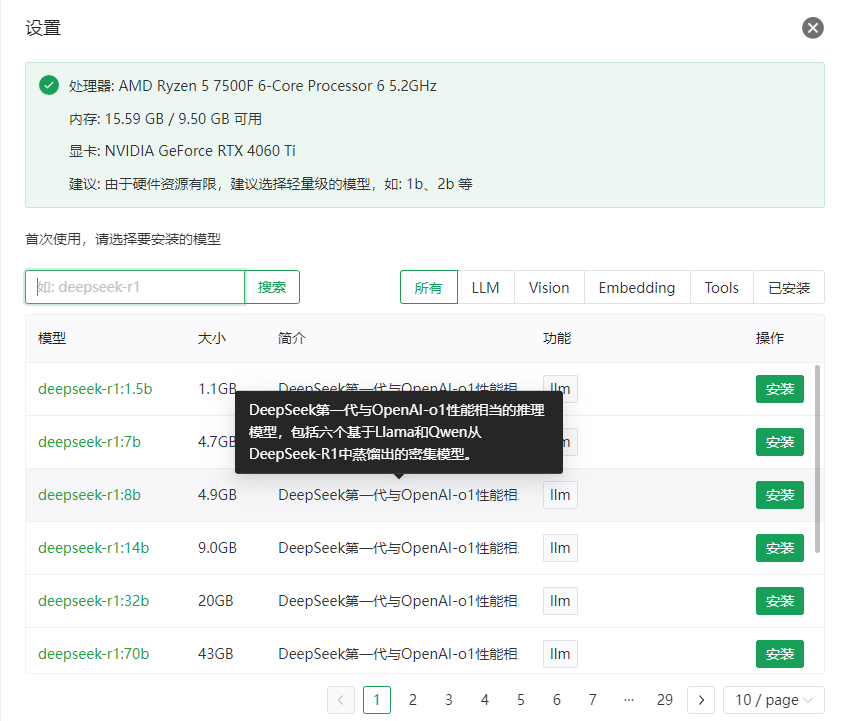 设置
处理器: AMD Ryzen 5 7500F 6-Core Processor 6 5.2GHz
内存: 15.59 GB / 9.50 GB 可用
显卡: NVIDIA GeForce RTX 4060 Ti
建议: 由于硬件资源有限，建议选择轻量级的模型，如: 1b、2b 等
首次使用，请选择要安装的模型
如: deepseek-r1 搜索 所有 LLM Vision Embedding Tools 已安装
模型 大小 简介 功能 操作
deepseek-r1:1.5b 1.1GB DeepSeek第一代与OpenAI-o1性能相 llm 安装
DeepSeek第一代与OpenAI-o1性能相当的推理
模型，包括六个基于Llama和Qwen从
DeepSeek-R1中蒸馏出的密集模型。
deepseek-r1:7b 4.7G 安装
deepseek-r1:8b 4.9GB DeepSeek第一代与OpenAI-o1性能相 llm 安装
deepseek-r1:14b 9.0GB DeepSeek第一代与OpenAI-o1性能相 llm 安装
deepseek-r1:32b 20GB DeepSeek第一代与OpenAI-o1性能相 llm 安装
deepseek-r1:70b 43GB DeepSeek第一代与OpenAI-o1性能相 llm 安装
1 2 3 4 5 6 7 ··· 29 10 / page